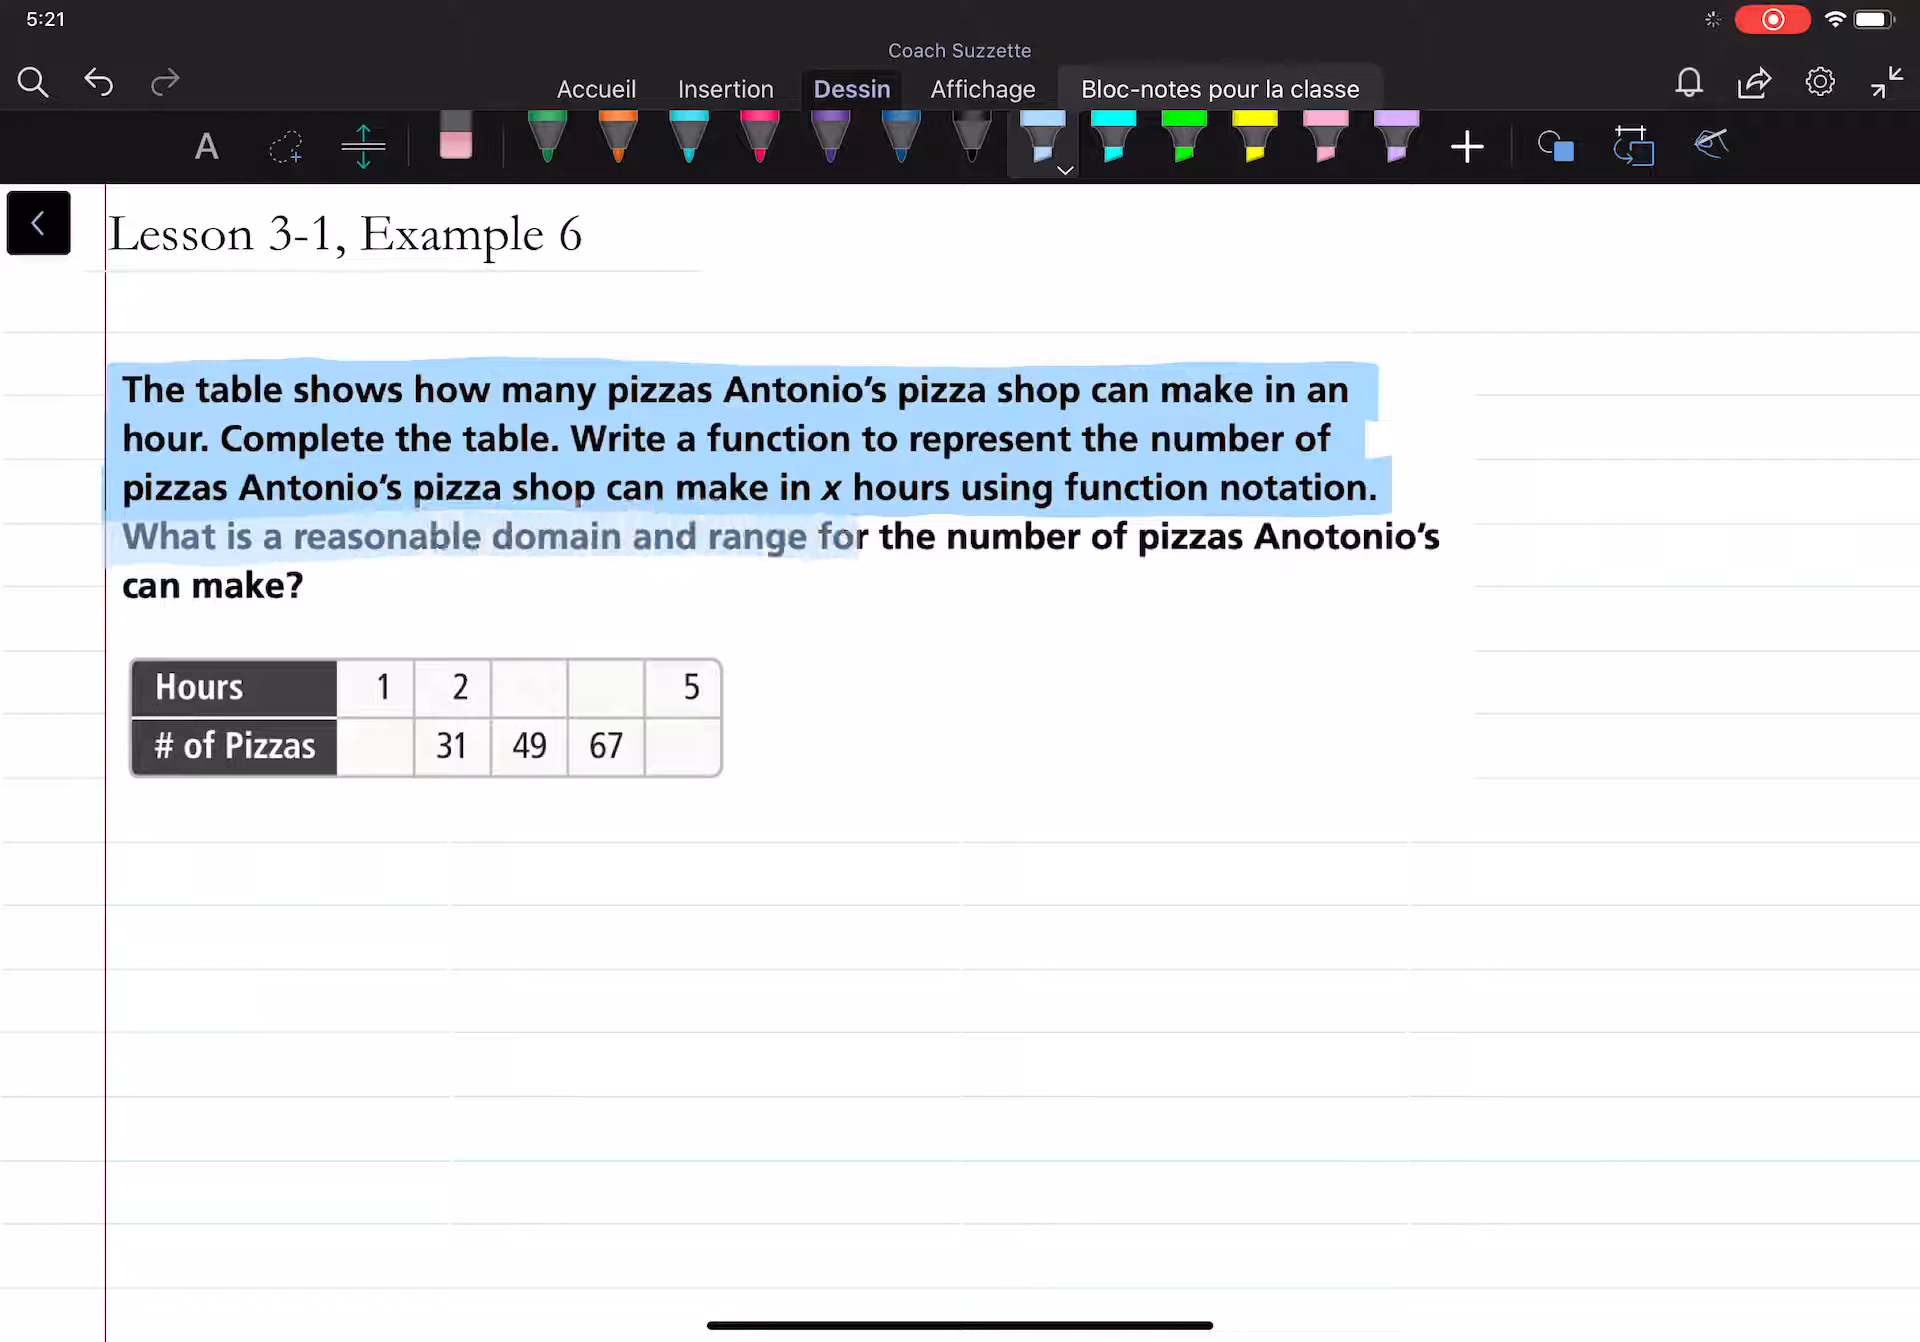 5:21
Coach Suzzette
Accueil Insertion Dessin Affichage Bloc-notes pour la classe
A
Lesson 3-1, Example 6
The table shows how many pizzas Antonio’s pizza shop can make in an
hour. Complete the table. Write a function to represent the number of
pizzas Antonio’s pizza shop can make in x hours using function notation.
What is a reasonable domain and range for the number of pizzas Anotonio’s
can make?
Hours 1 2 5
# of Pizzas 31 49 67